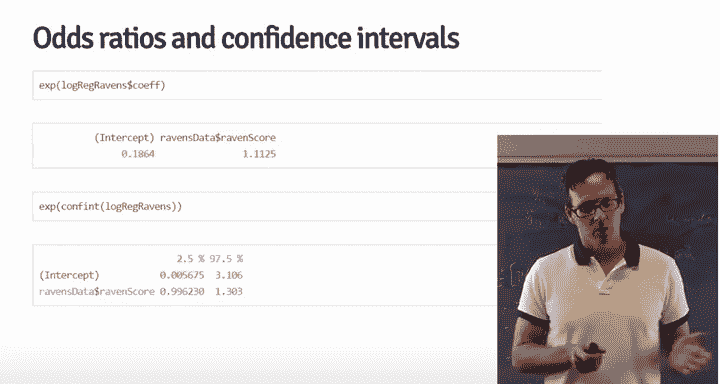 Odds ratios and confidence intervals
exp(logRegRavens$coeff)
(Intercept) ravensData$ravenScore
0.1864 1.1125
exp(confint(logRegRavens))
2.5 % 97.5 %
(Intercept) 0.005675 3.106
ravensData$ravenScore 0.996230 1.303